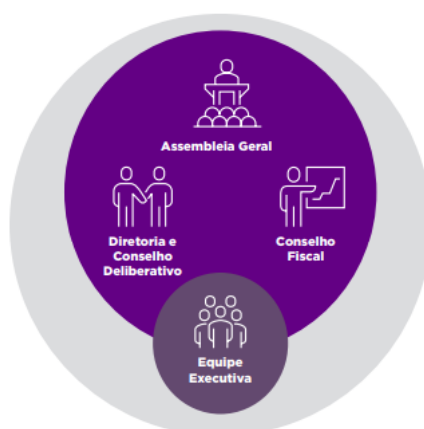 Assembleia Geral
Diretoria e
Conselho
Deliberativo
Conselho
Fiscal
Equipe
Executiva